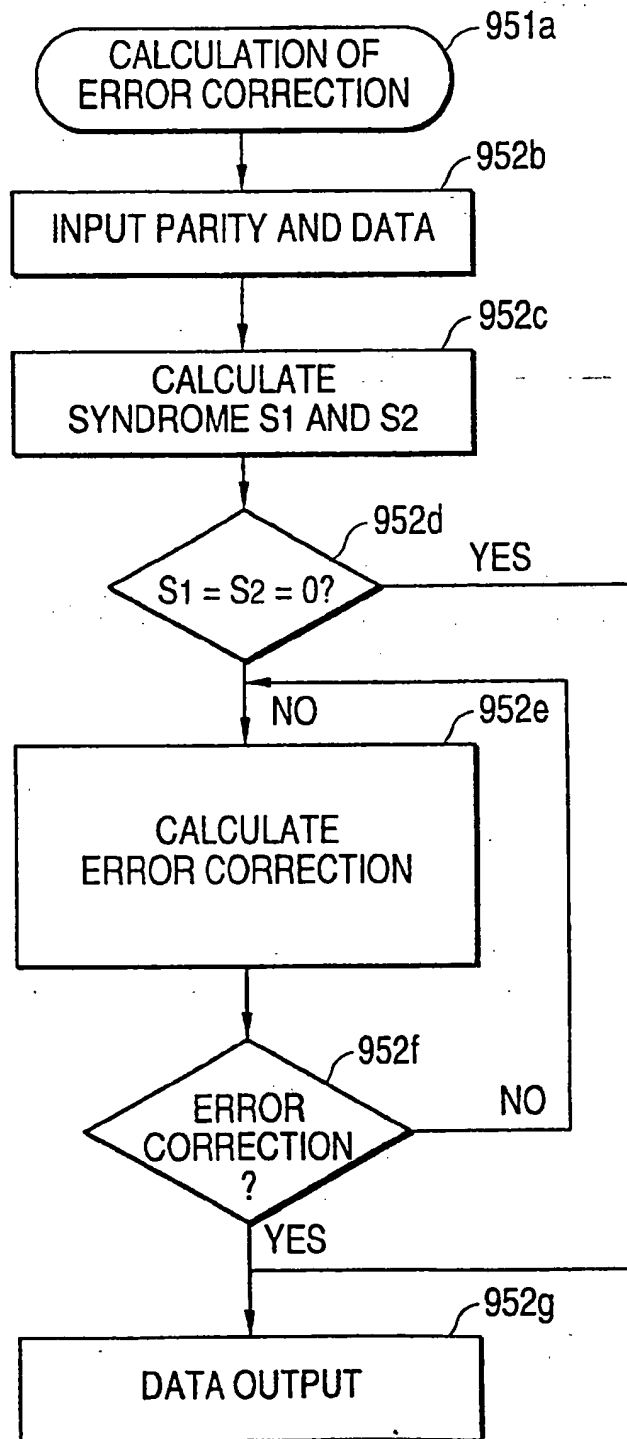 951a
CALCULATION OF
ERROR CORRECTION
952b
INPUT PARITY AND DATA
952c
CALCULATE
SYNDROME S1 AND S2
952d
YES
S1 = S2 = 0?
NO
952e
CALCULATE
ERROR CORRECTION
952f
NO
ERROR
CORRECTION
?
YES
952g
DATA OUTPUT